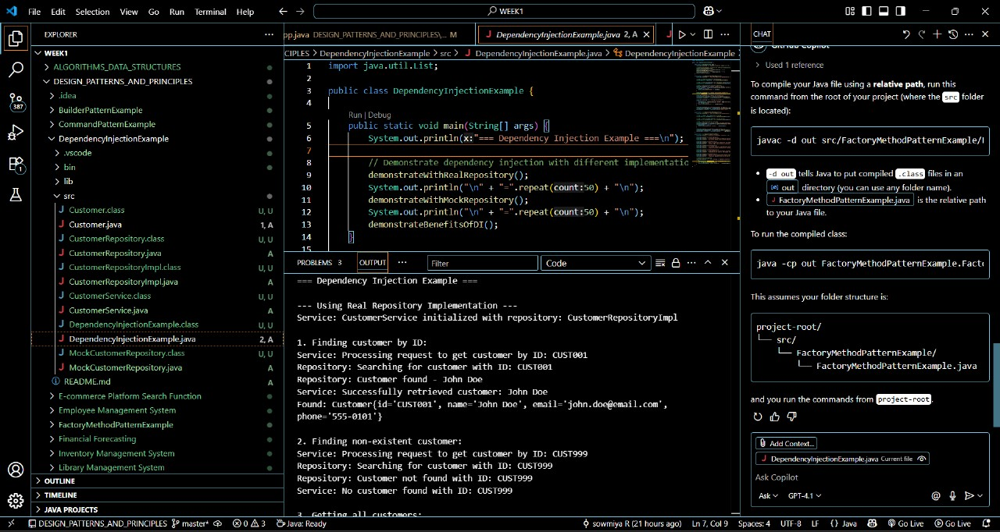 File Edit Selection View Go Run Terminal Help
WEEK1
EXPLORER
WEEK1
ALGORITHMS_DATA_STRUCTURES
DESIGN_PATTERNS_AND_PRINCIPLES
.idea
BuilderPatternExample
CommandPatternExample
DependencyInjectionExample
.vscode
bin
lib
src
Customer.class U, U
Customer.java 1, A
CustomerRepository.class U, U
CustomerRepository.java A
CustomerRepositoryImpl.class U, U
CustomerRepositoryImpl.java A
CustomerService.class U, U
CustomerService.java A
DependencyInjectionExample.class U, U
DependencyInjectionExample.java 2, A
MockCustomerRepository.class U, U
MockCustomerRepository.java A
README.md A
E-commerce Platform Search Function
Employee Management System
FactoryMethodPatternExample
Financial Forecasting
Inventory Management System
Library Management System
OUTLINE
TIMELINE
JAVA PROJECTS
387
1
pp.java DESIGN_PATTERNS_AND_PRINCIPLES\... M
DependencyInjectionExample.java 2, A
CIPLES > DependencyInjectionExample > src > DependencyInjectionExample.java > DependencyInjectionExample
1 import java.util.List;
2
3 public class DependencyInjectionExample {
4
Run | Debug
5 public static void main(String[] args) {
6 System.out.println(x:"=== Dependency Injection Example ===\n");
7
8 // Demonstrate dependency injection with different implementatio
9 demonstrateWithRealRepository();
10 System.out.println("\n" + "=".repeat(count:50) + "\n");
11 demonstrateWithMockRepository();
12 System.out.println("\n" + "=".repeat(count:50) + "\n");
13 demonstrateBenefitsOfDI();
14 }
15
PROBLEMS 3 OUTPUT ... Filter Code
=== Dependency Injection Example ===
--- Using Real Repository Implementation ---
Service: CustomerService initialized with repository: CustomerRepositoryImpl
1. Finding customer by ID:
Service: Processing request to get customer by ID: CUST001
Repository: Searching for customer with ID: CUST001
Repository: Customer found - John Doe
Service: Successfully retrieved customer: John Doe
Found: Customer{id='CUST001', name='John Doe', email='john.doe@email.com',
phone='555-0101'}
2. Finding non-existent customer:
Service: Processing request to get customer by ID: CUST999
Repository: Searching for customer with ID: CUST999
Repository: Customer not found with ID: CUST999
Service: No customer found with ID: CUST999
3. Getting all customers:
CHAT
GitHub Copilot
Used 1 reference
To compile your Java file using a relative path, run this
command from the root of your project (where the src folder
is located):
javac -d out src/FactoryMethodPatternExample/
-d out tells Java to put compiled .class files in an
out directory (you can use any folder name).
FactoryMethodPatternExample.java is the relative path
to your Java file.
To run the compiled class:
java -cp out FactoryMethodPatternExample.Facto
This assumes your folder structure is:
project-root/
└─ src/
└─ FactoryMethodPatternExample/
└─ FactoryMethodPatternExample.java
and you run the commands from project-root.
Add Context...
DependencyInjectionExample.java Current file
Ask Copilot
Ask GPT-4.1
DESIGN_PATTERNS_AND_PRINCIPLES master* 0 3 Java: Ready sowmiya R (21 hours ago) Ln 7, Col 9 Spaces: 4 UTF-8 LF {} Java Go Live Go Live